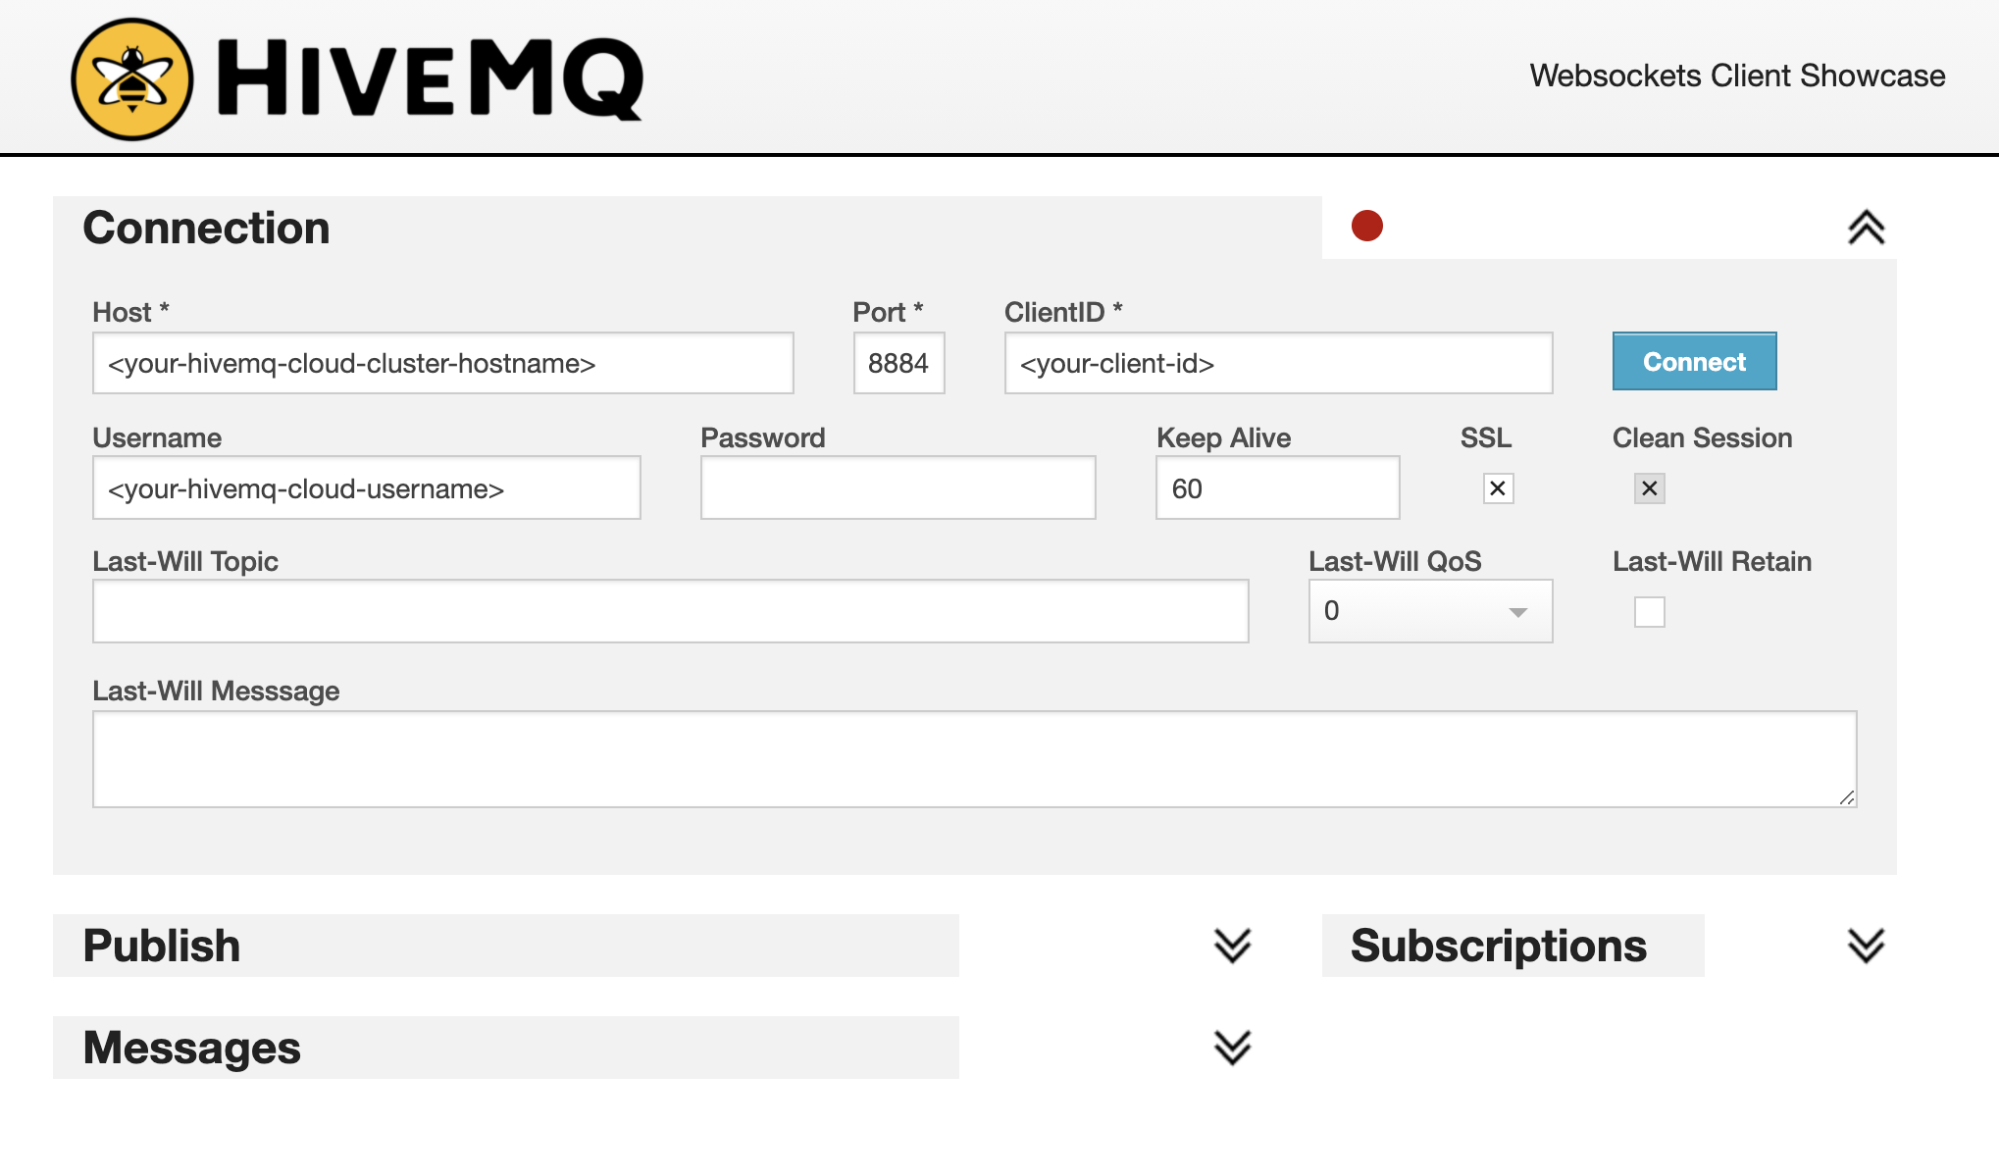 HIVEMQ
Websockets Client Showcase
Connection
Host * Port * ClientID *
<your-hivemq-cloud-cluster-hostname> 8884 <your-client-id> Connect
Username Password Keep Alive SSL Clean Session
<your-hivemq-cloud-username> 60
Last-Will Topic Last-Will QoS Last-Will Retain
0
Last-Will Messsage
Publish Subscriptions
Messages